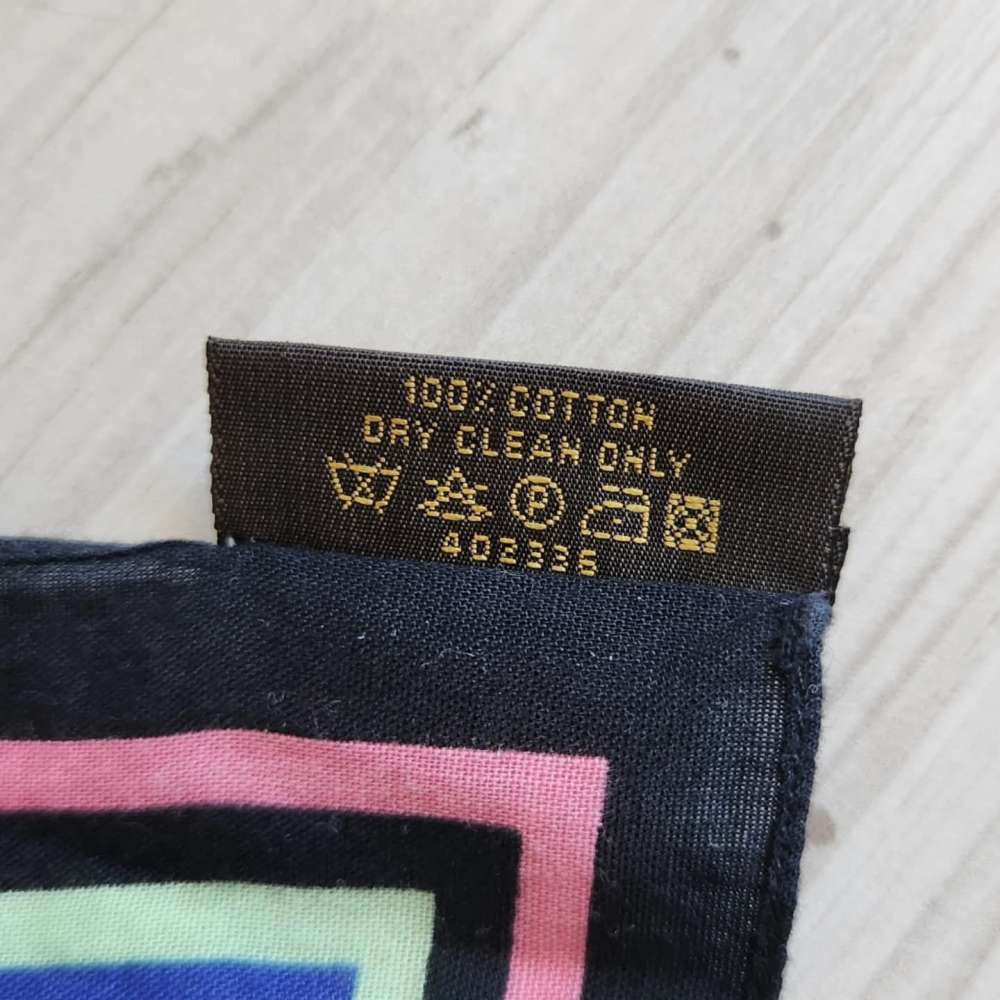 100% COTTON
DRY CLEAN ONLY
P
402336